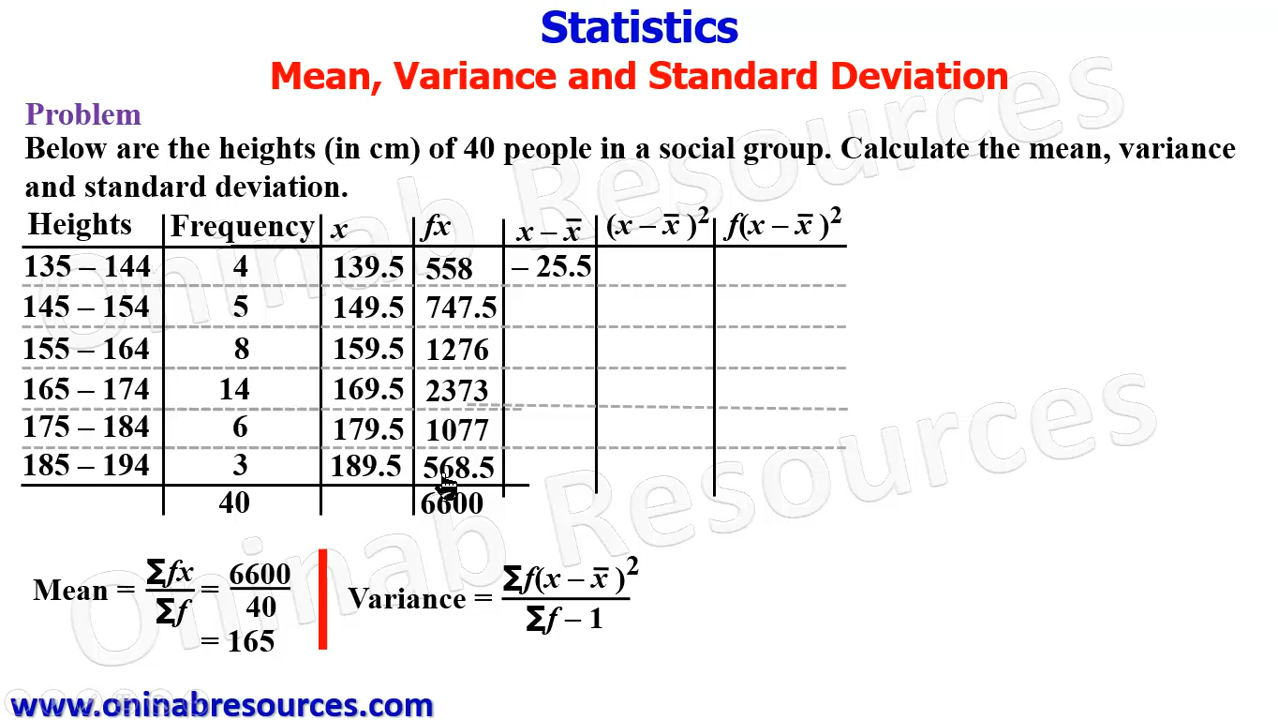 Statistics
Mean, Variance and Standard Deviation
Problem
Below are the heights (in cm) of 40 people in a social group. Calculate the mean, variance
and standard deviation.
Heights Frequency x fx x – x̅ (x – x̅ )² f(x – x̅ )²
135 – 144 4 139.5 558 – 25.5
145 – 154 5 149.5 747.5
155 – 164 8 159.5 1276
165 – 174 14 169.5 2373
175 – 184 6 179.5 1077
185 – 194 3 189.5 568.5
40 6600
Mean = Σfx / Σf = 6600 / 40
= 165
Variance = Σf(x – x̅ )² / Σf – 1
www.oninabresources.com
Oninab Resources
Oninab Resources